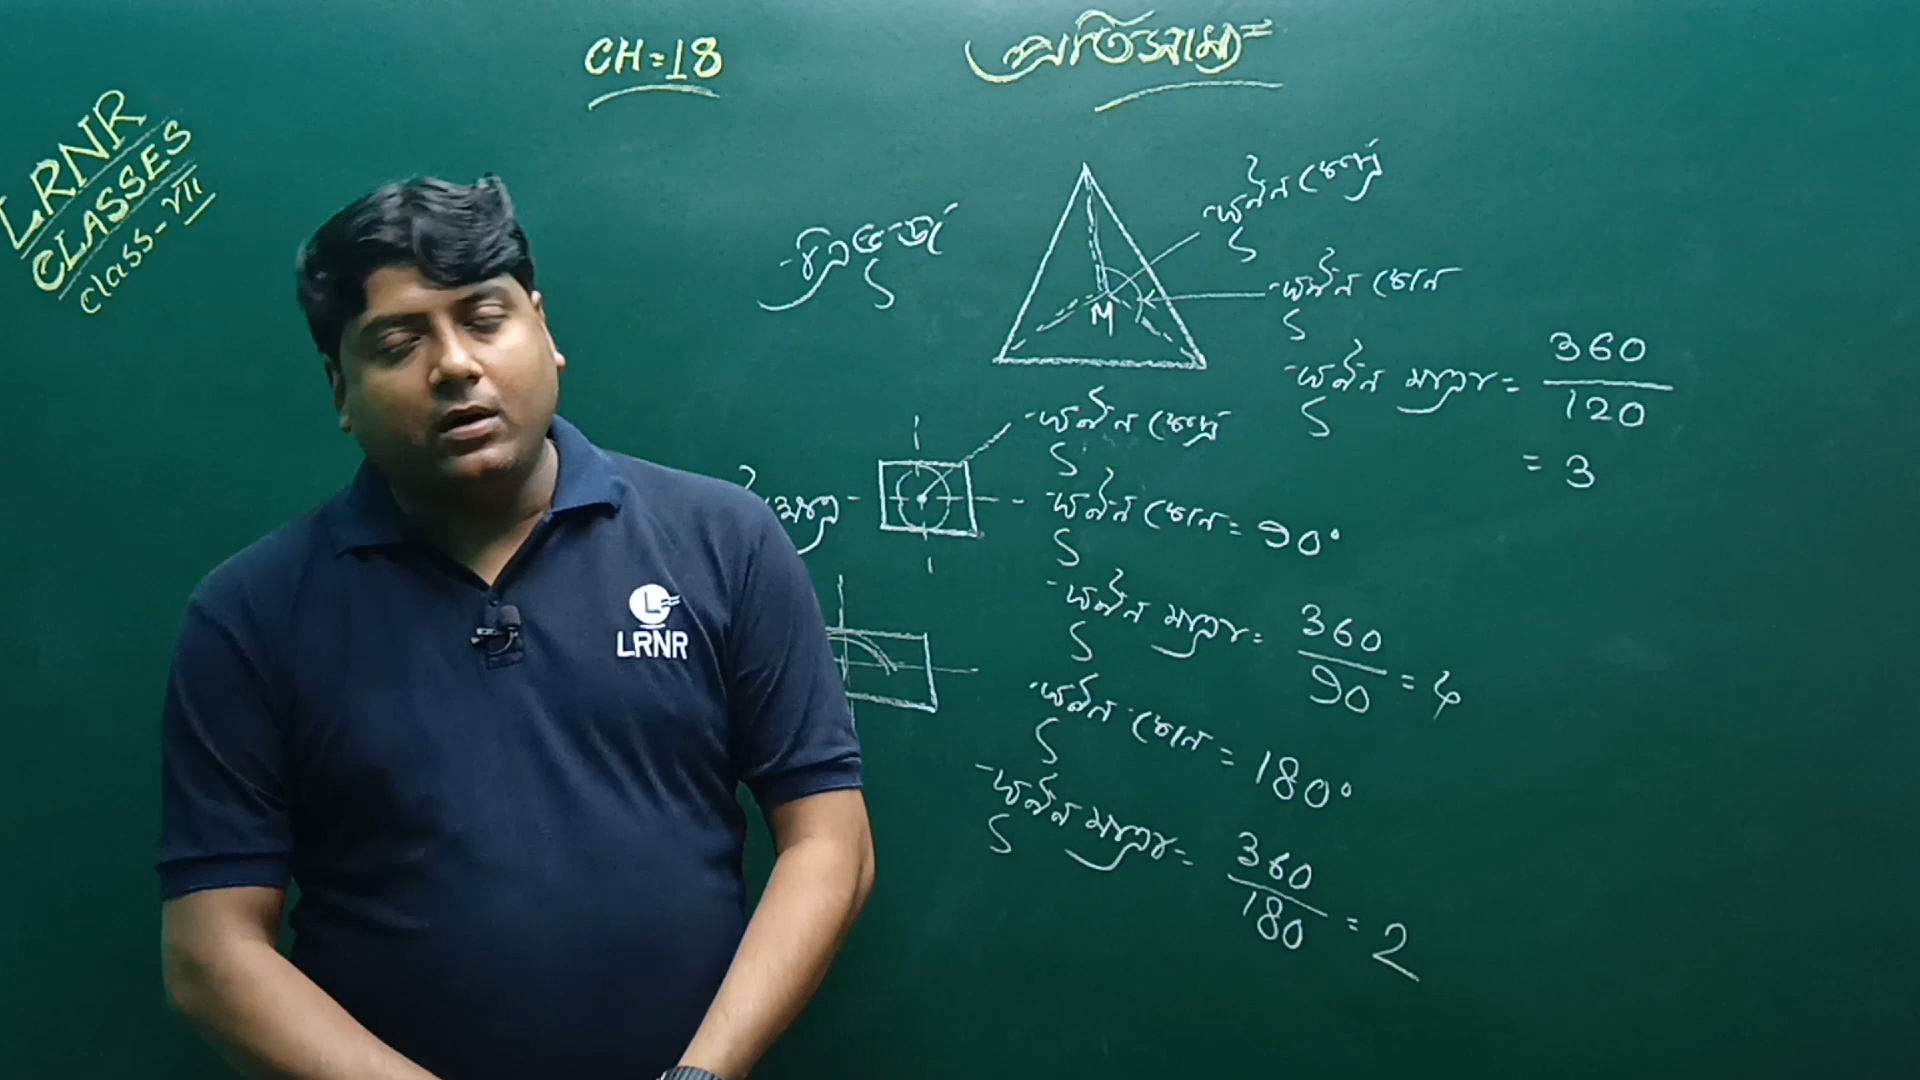 CH=18
প্রতিসাম্য=
LRNR
CLASSES
Class-VII
ত্রিভুজ
ঘূর্ণন কেন্দ্র
ঘূর্ণন কোন
M
ঘূর্ণন মাত্রা = 360/120
= 3
ঘূর্ণন কেন্দ্র
ঘূর্ণন কোন = 90°
ঘূর্ণন মাত্রা = 360/90 = 4
ঘূর্ণন কোন = 180°
ঘূর্ণন মাত্রা = 360/180 = 2
L
LRNR